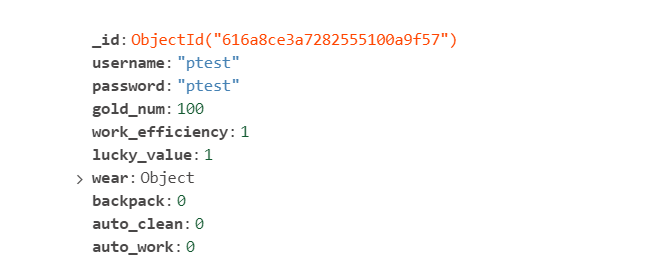 _id:ObjectId("616a8ce3a7282555100a9f57")
username:"ptest"
password:"ptest"
gold_num:100
work_efficiency:1
lucky_value:1
> wear:Object
backpack:0
auto_clean:0
auto_work:0